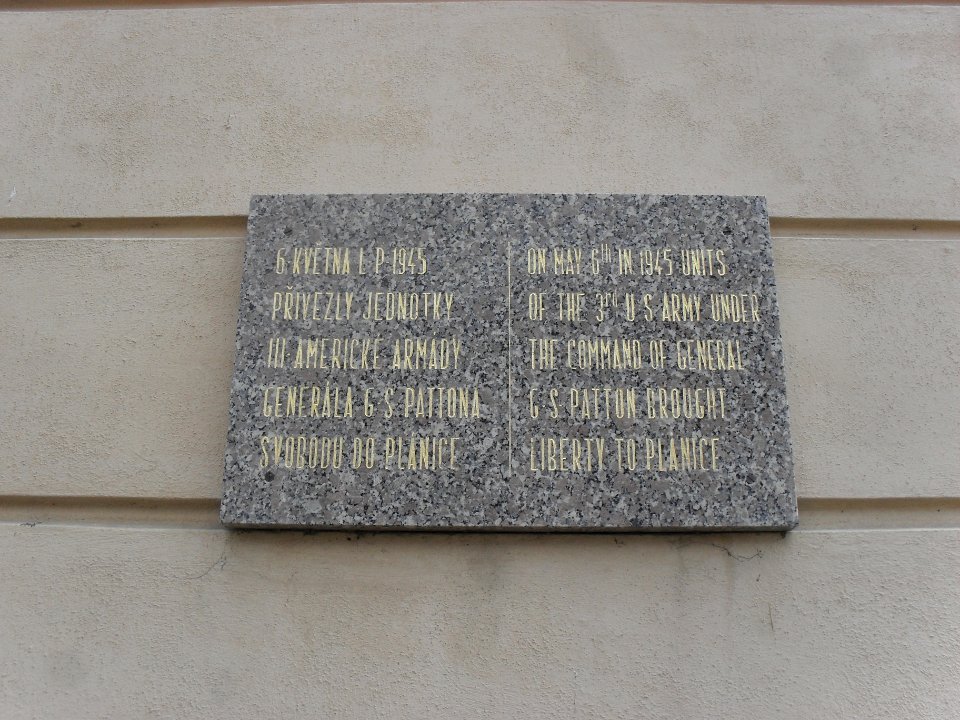 6 KVĚTNA L P 1945
PŘIVEZLY JEDNOTKY
III AMERICKÉ ARMÁDY
GENERÁLA G S PATTONA
SVOBODU DO PLÁNICE
ON MAY 6th IN 1945 UNITS
OF THE 3rd U S ARMY UNDER
THE COMMAND OF GENERAL
G S PATTON BROUGHT
LIBERTY TO PLÁNICE